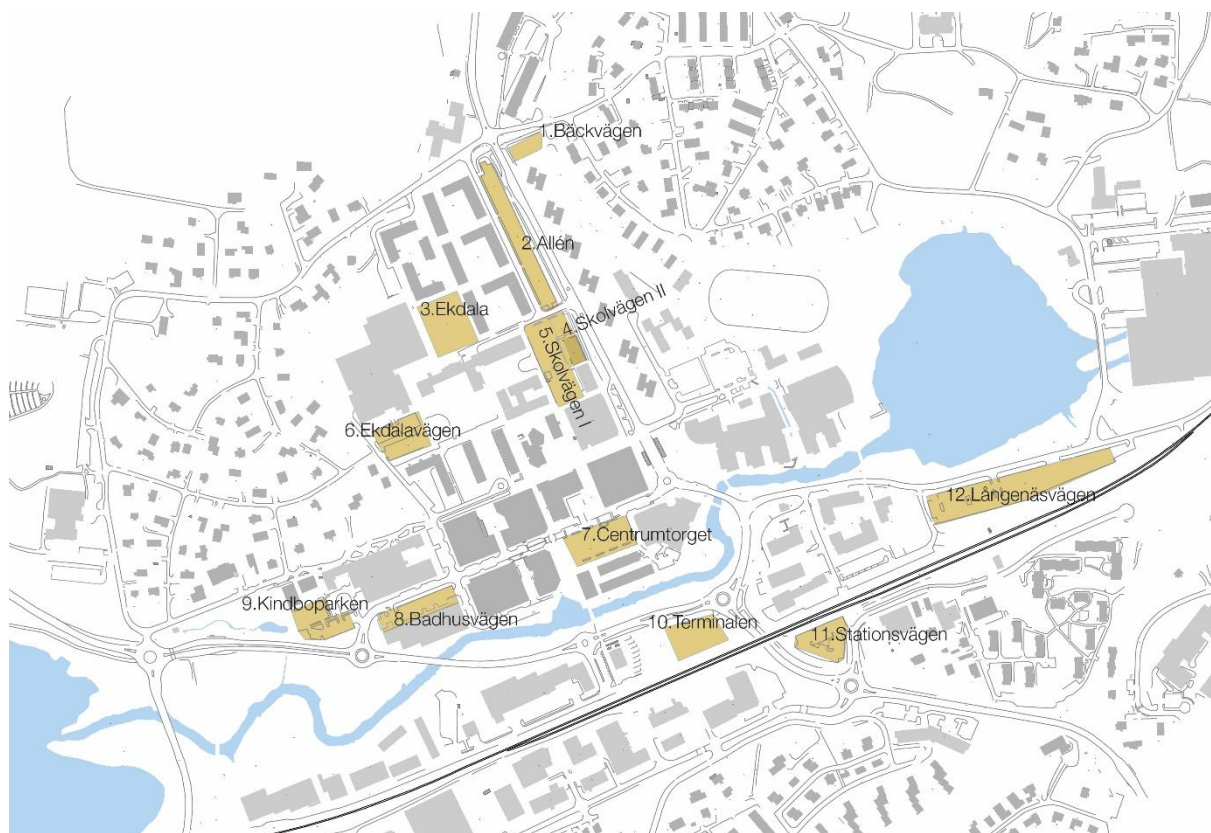 1.Bäckvägen
2.Allén
3.Ekdala
4.Skolvägen II
5.Skolvägen I
6.Ekdalavägen
7.Centrumtorget
8.Badhusvägen
9.Kindboparken
10.Terminalen
11.Stationsvägen
12.Långenäsvägen